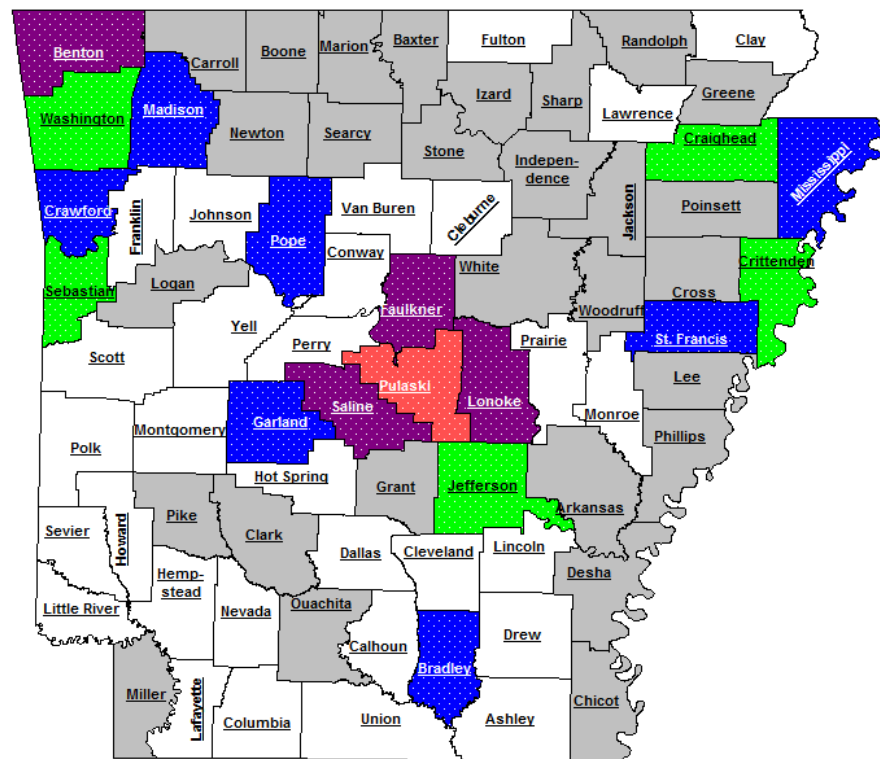 Benton
Carroll
Boone
Marion
Baxter
Fulton
Randolph
Clay
Washington
Madison
Newton
Searcy
Stone
Izard
Sharp
Lawrence
Greene
Indepen-
dence
Craighead
Mississippi
Crawford
Franklin
Johnson
Pope
Van Buren
Cleburne
Jackson
Poinsett
Conway
White
Sebastian
Logan
Crittenden
Cross
Woodruff
Yell
Faulkner
Perry
Prairie
St. Francis
Scott
Pulaski
Lee
Saline
Lonoke
Garland
Montgomery
Monroe
Polk
Phillips
Hot Spring
Grant
Jefferson
Arkansas
Pike
Clark
Sevier
Howard
Dallas
Cleveland
Lincoln
Hemp-
stead
Desha
Little River
Nevada
Ouachita
Calhoun
Drew
Bradley
Miller
Lafayette
Columbia
Union
Ashley
Chicot